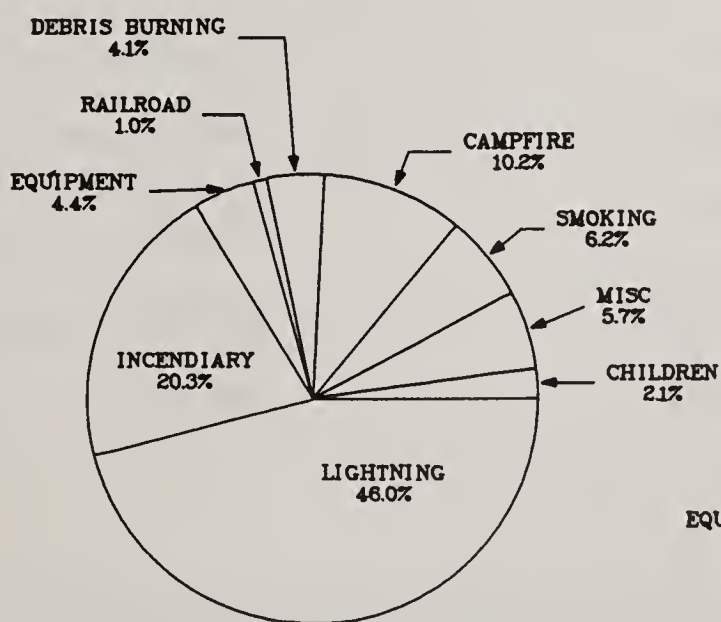 DEBRIS BURNING
4.1%
RAILROAD
1.0%
EQUIPMENT
4.4%
CAMPFIRE
10.2%
SMOKING
6.2%
MISC
5.7%
CHILDREN
2.1%
INCENDIARY
20.3%
LIGHTNING
46.0%
EQU